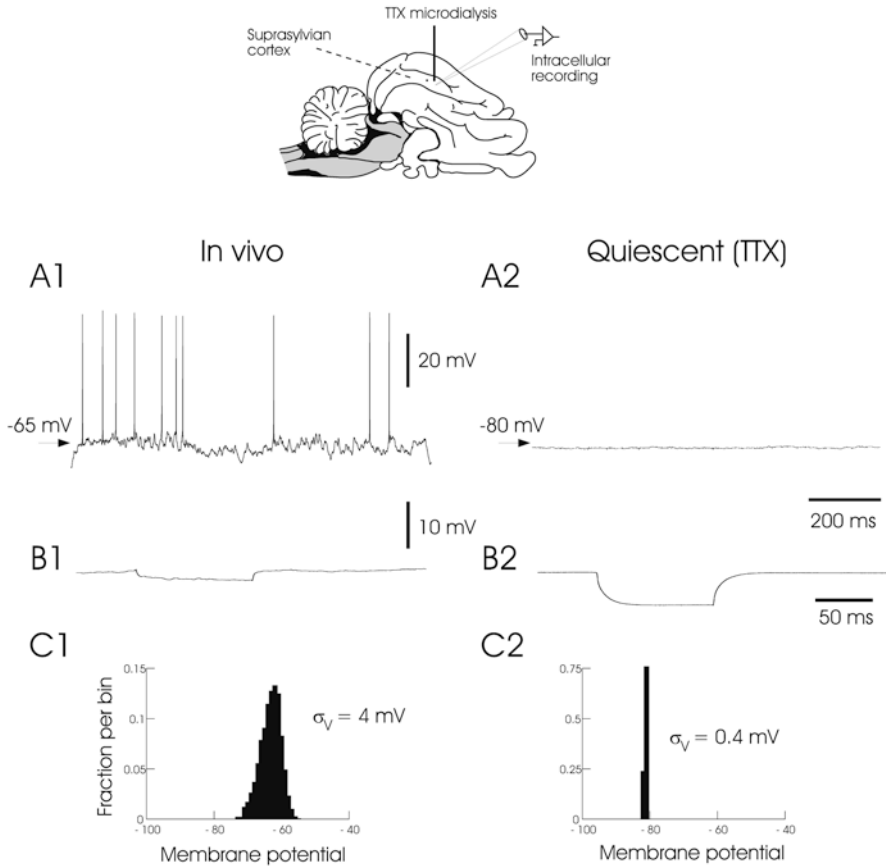 TTX microdialysis
Suprasylvian
cortex
Intracellular
recording
In vivo
Quiescent (TTX)
A1
A2
20 mV
-65 mV
-80 mV
10 mV
200 ms
B1
B2
50 ms
C1
C2
Fraction per bin
0.15
0.1
0.05
0
σV = 4 mV
- 100
- 80
- 60
- 40
Membrane potential
0.75
0.5
0.25
0
σV = 0.4 mV
- 100
- 80
- 60
- 40
Membrane potential